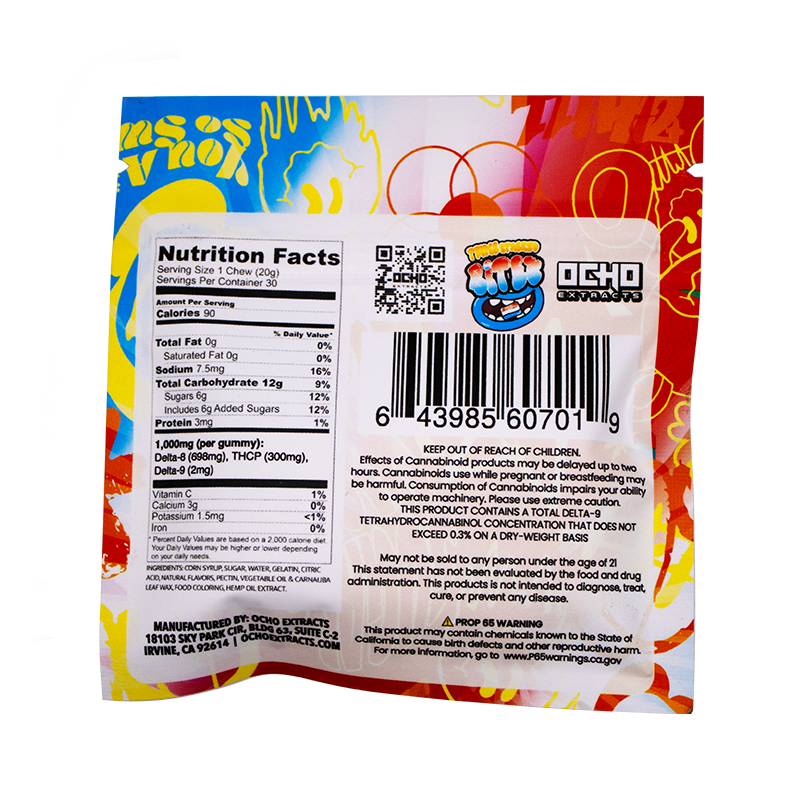 Nutrition Facts
Serving Size 1 Chew (20g)
Servings Per Container 30
Amount Per Serving
Calories 90
% Daily Value*
Total Fat 0g 0%
Saturated Fat 0g 0%
Sodium 7.5mg 16%
Total Carbohydrate 12g 9%
Sugars 6g 12%
Includes 6g Added Sugars 12%
Protein 3mg 1%
1,000mg (per gummy):
Delta-8 (698mg), THCP (300mg),
Delta-9 (2mg)
Vitamin C 1%
Calcium 3g 0%
Potassium 1.5mg <1%
Iron 0%
* Percent Daily Values are based on a 2,000 calorie diet
Your Daily Values may be higher or lower depending
on your daily needs.
INGREDIENTS: CORN SYRUP, SUGAR, WATER, GELATIN, CITRIC
ACID, NATURAL FLAVORS, PECTIN, VEGETABLE OIL & CARNAUBA
LEAF WAX, FOOD COLORING, HEMP OIL EXTRACT.
MANUFACTURED BY: OCHO EXTRACTS
18103 SKY PARK CIR, BLDG 63, SUITE C-2
IRVINE, CA 92614 | OCHOEXTRACTS.COM
OCHO
BITES
OCHO
EXTRACTS
6 43985 60701 9
KEEP OUT OF REACH OF CHILDREN.
Effects of Cannabinoid products may be delayed up to two
hours. Cannabinoids use while pregnant or breastfeeding may
be harmful. Consumption of Cannabinoids impairs your ability
to operate machinery. Please use extreme caution.
THIS PRODUCT CONTAINS A TOTAL DELTA-9
TETRAHYDROCANNABINOL CONCENTRATION THAT DOES NOT
EXCEED 0.3% ON A DRY-WEIGHT BASIS
May not be sold to any person under the age of 21
This statement has not been evaluated by the food and drug
administration. This products is not intended to diagnose, treat,
cure, or prevent any disease.
⚠ PROP 65 WARNING
This product may contain chemicals known to the State of
California to cause birth defects and other reproductive harm.
For more information, go to www.P65warnings.ca.gov